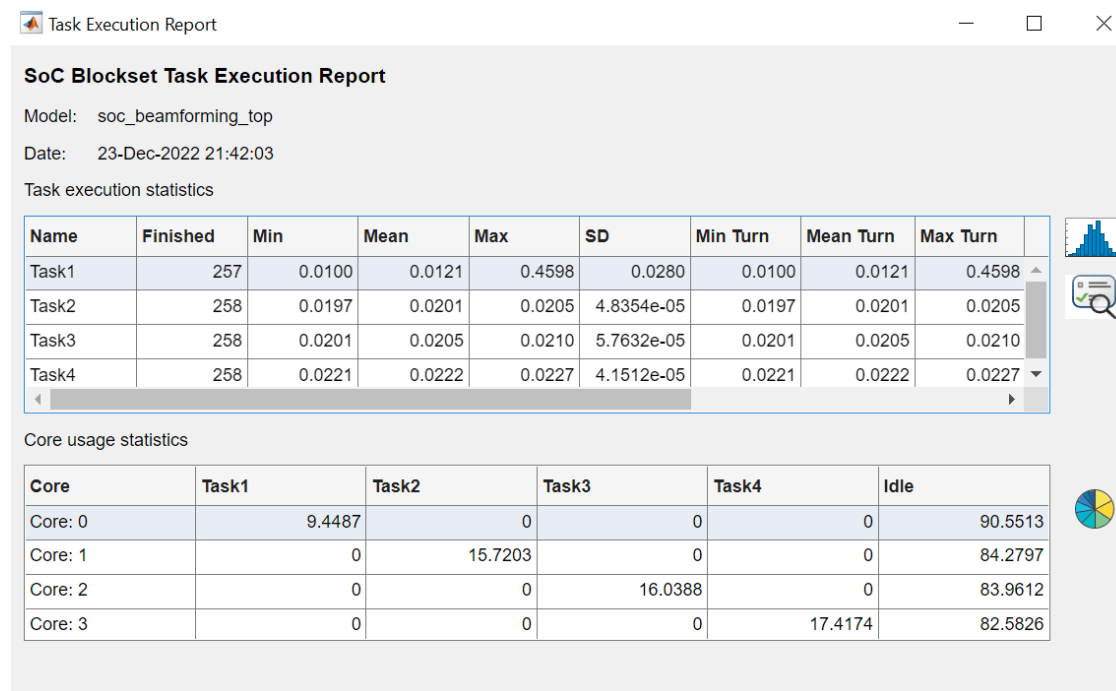 Task Execution Report
SoC Blockset Task Execution Report
Model: soc_beamforming_top
Date: 23-Dec-2022 21:42:03
Task execution statistics
Name Finished Min Mean Max SD Min Turn Mean Turn Max Turn
Task1 257 0.0100 0.0121 0.4598 0.0280 0.0100 0.0121 0.4598
Task2 258 0.0197 0.0201 0.0205 4.8354e-05 0.0197 0.0201 0.0205
Task3 258 0.0201 0.0205 0.0210 5.7632e-05 0.0201 0.0205 0.0210
Task4 258 0.0221 0.0222 0.0227 4.1512e-05 0.0221 0.0222 0.0227
Core usage statistics
Core Task1 Task2 Task3 Task4 Idle
Core: 0 9.4487 0 0 0 90.5513
Core: 1 0 15.7203 0 0 84.2797
Core: 2 0 0 16.0388 0 83.9612
Core: 3 0 0 0 17.4174 82.5826